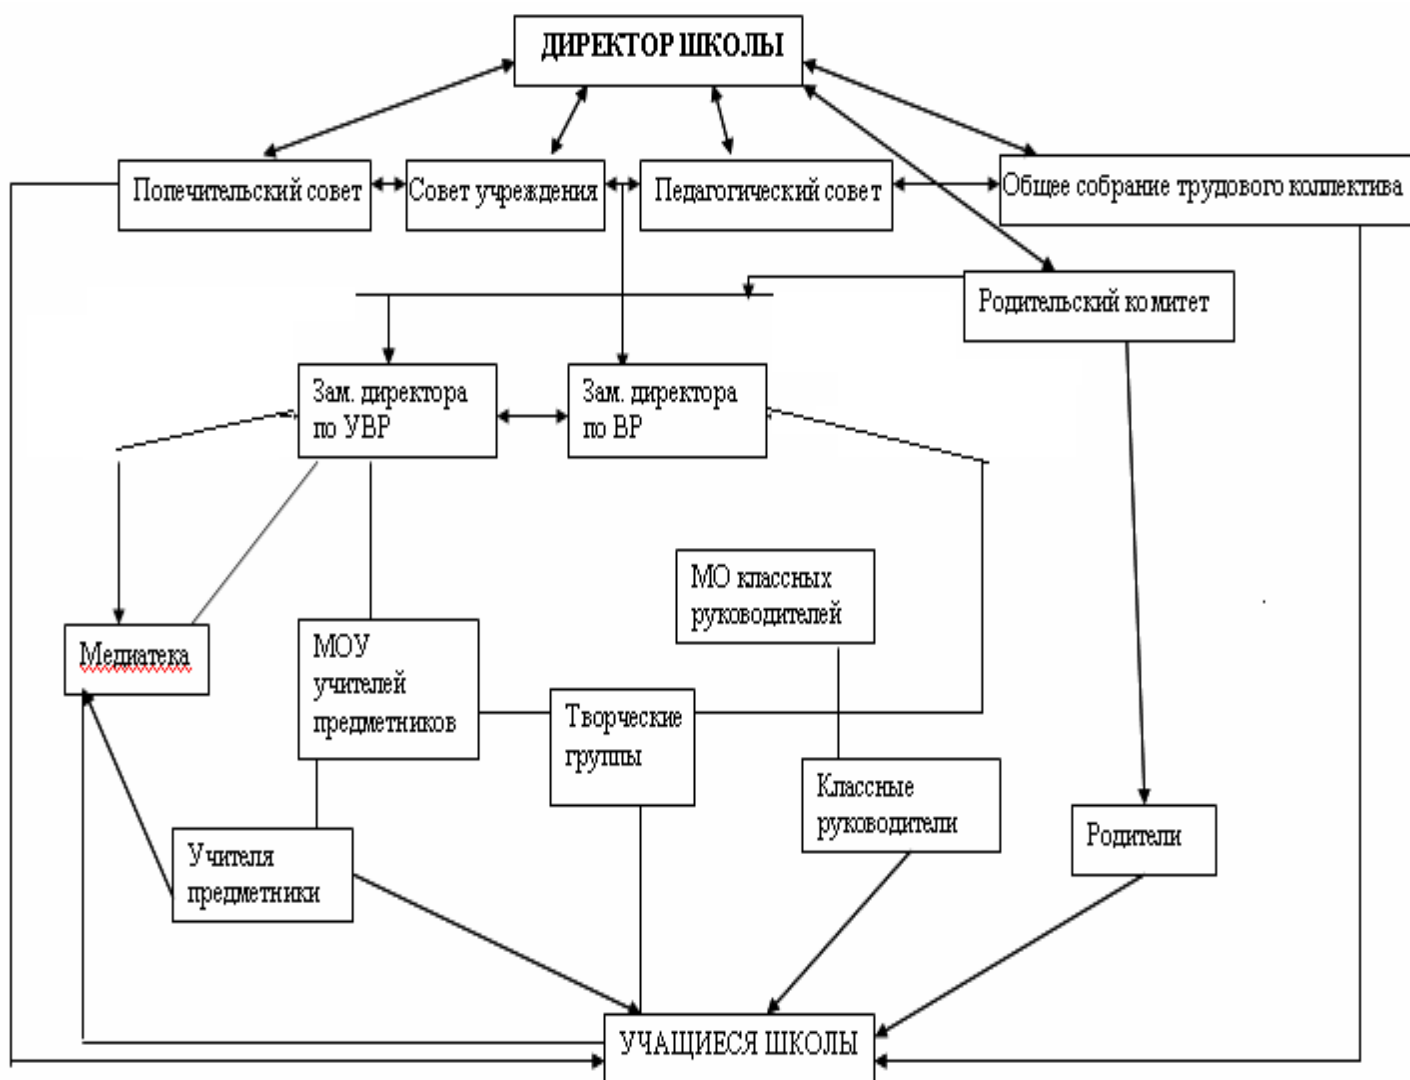 ДИРЕКТОР ШКОЛЫ
Попечительский совет
Совет учреждения
Педагогический совет
Общее собрание трудового коллектива
Родительский комитет
Зам. директора
по УВР
Зам. директора
по ВР
МО классных
руководителей
Медиатека
МОУ
учителей
предметников
Творческие
группы
Классные
руководители
Родители
Учителя
предметники
УЧАЩИЕСЯ ШКОЛЫ